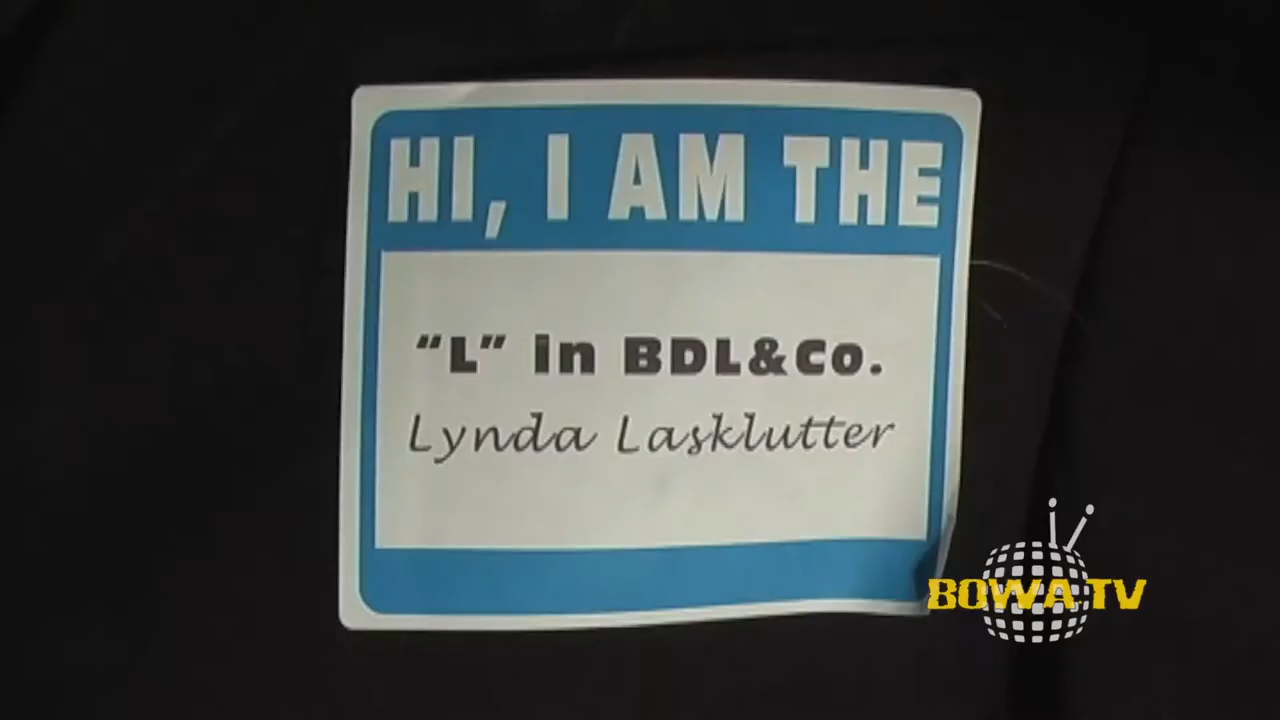 HI, I AM THE
“L” in BDL&Co.
Lynda Lasklutter
BOWA TV